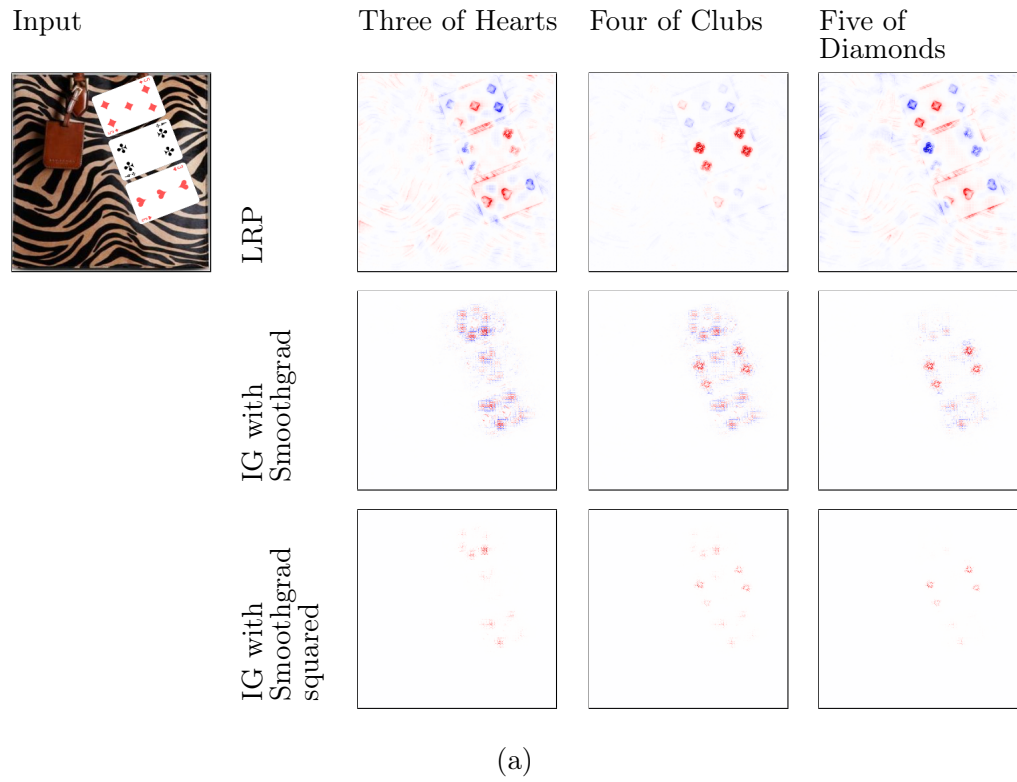 Input
Three of Hearts
Four of Clubs
Five of
Diamonds
LRP
IG with
Smoothgrad
IG with
Smoothgrad
squared
(a)